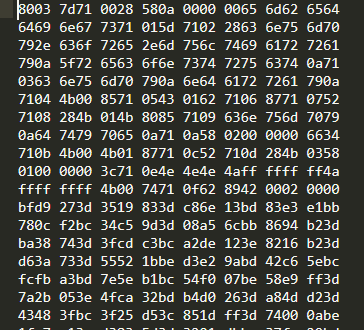 8003 7d71 0028 580a 0000 0065 6d62 6564
6469 6e67 7371 015d 7102 2863 6e75 6d70
792e 636f 7265 2e6d 756c 7469 6172 7261
790a 5f72 6563 6f6e 7374 7275 6374 0a71
0363 6e75 6d70 790a 6e64 6172 7261 790a
7104 4b00 8571 0543 0162 7106 8771 0752
7108 284b 014b 8085 7109 636e 756d 7079
0a64 7479 7065 0a71 0a58 0200 0000 6634
710b 4b00 4b01 8771 0c52 710d 284b 0358
0100 0000 3c71 0e4e 4e4e 4aff ffff ff4a
ffff ffff 4b00 7471 0f62 8942 0002 0000
bfd9 273d 3519 833d c86e 13bd 83e3 e1bb
780c f2bc 34c5 9d3d 08a5 6cbb 8694 b23d
ba38 743d 3fcd c3bc a2de 123e 8216 b23d
d63a 733d 5552 1bbe d3e2 9abd 42c6 5ebc
fcfb a3bd 7e5e b1bc 54f0 07be 58e9 ff3d
7a2b 053e 4fca 32bd b4d0 263d a84d d23d
4348 3fbc 3f25 d53c 851d ff3d 7400 0abe